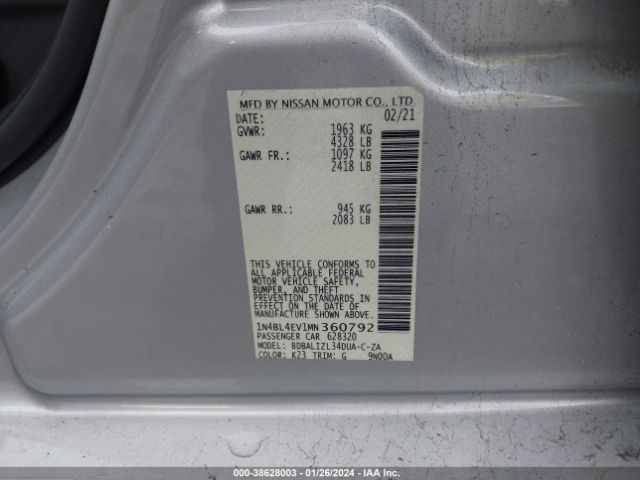 MFD BY NISSAN MOTOR CO., LTD.
DATE: 02/21
GVWR: 1963 KG
4328 LB
GAWR FR.: 1097 KG
2418 LB
GAWR RR.: 945 KG
2083 LB
THIS VEHICLE CONFORMS TO
ALL APPLICABLE FEDERAL
MOTOR VEHICLE SAFETY,
BUMPER, AND THEFT
PREVENTION STANDARDS IN
EFFECT ON THE DATE OF
MANUFACTURE SHOWN ABOVE.
1N4BL4EV1MN360792
PASSENGER CAR 628320
MODEL: BDBALIZL34DUA-C-ZA
COLOR: K23 TRIM: G 9N00A
000-38628003 - 01/26/2024 - IAA Inc.